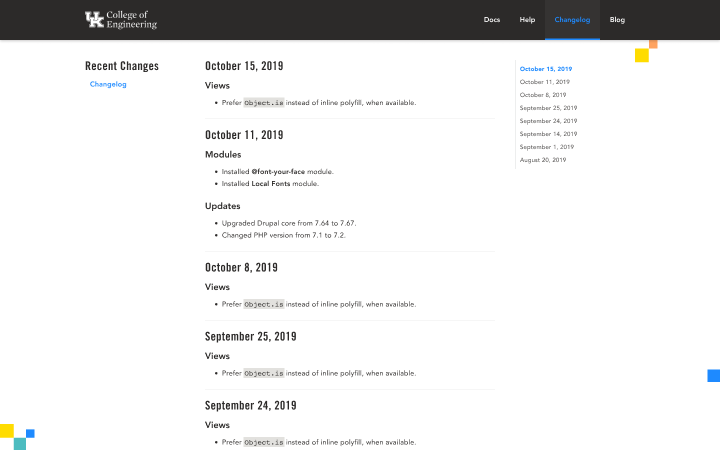 UK College of
Engineering
Docs Help Changelog Blog
Recent Changes
Changelog
October 15, 2019
Views
• Prefer Object.is instead of inline polyfill, when available.
October 11, 2019
Modules
• Installed @font-your-face module.
• Installed Local Fonts module.
Updates
• Upgraded Drupal core from 7.64 to 7.67.
• Changed PHP version from 7.1 to 7.2.
October 8, 2019
Views
• Prefer Object.is instead of inline polyfill, when available.
September 25, 2019
Views
• Prefer Object.is instead of inline polyfill, when available.
September 24, 2019
Views
• Prefer Object.is instead of inline polyfill, when available.
October 15, 2019
October 11, 2019
October 8, 2019
September 25, 2019
September 24, 2019
September 14, 2019
September 1, 2019
August 20, 2019